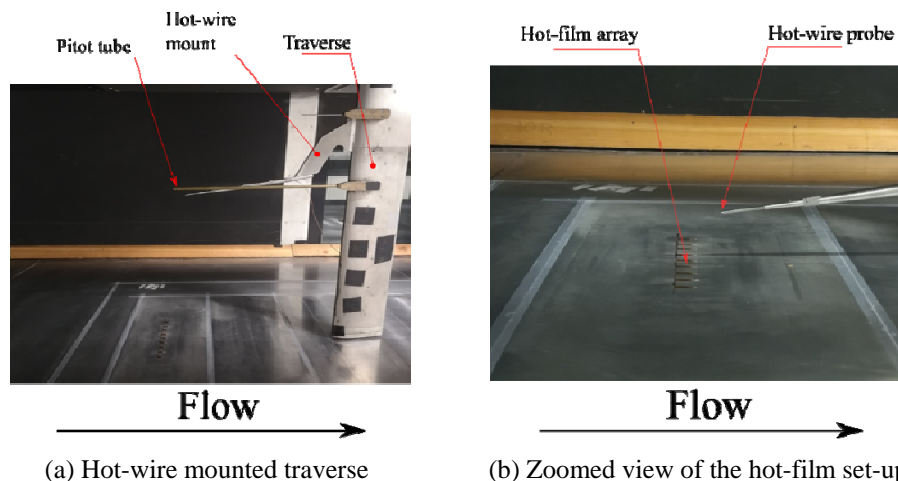 Hot-wire
mount
Pitot tube
Traverse
Flow
(a) Hot-wire mounted traverse
Hot-film array
Hot-wire probe
Flow
(b) Zoomed view of the hot-film set-up